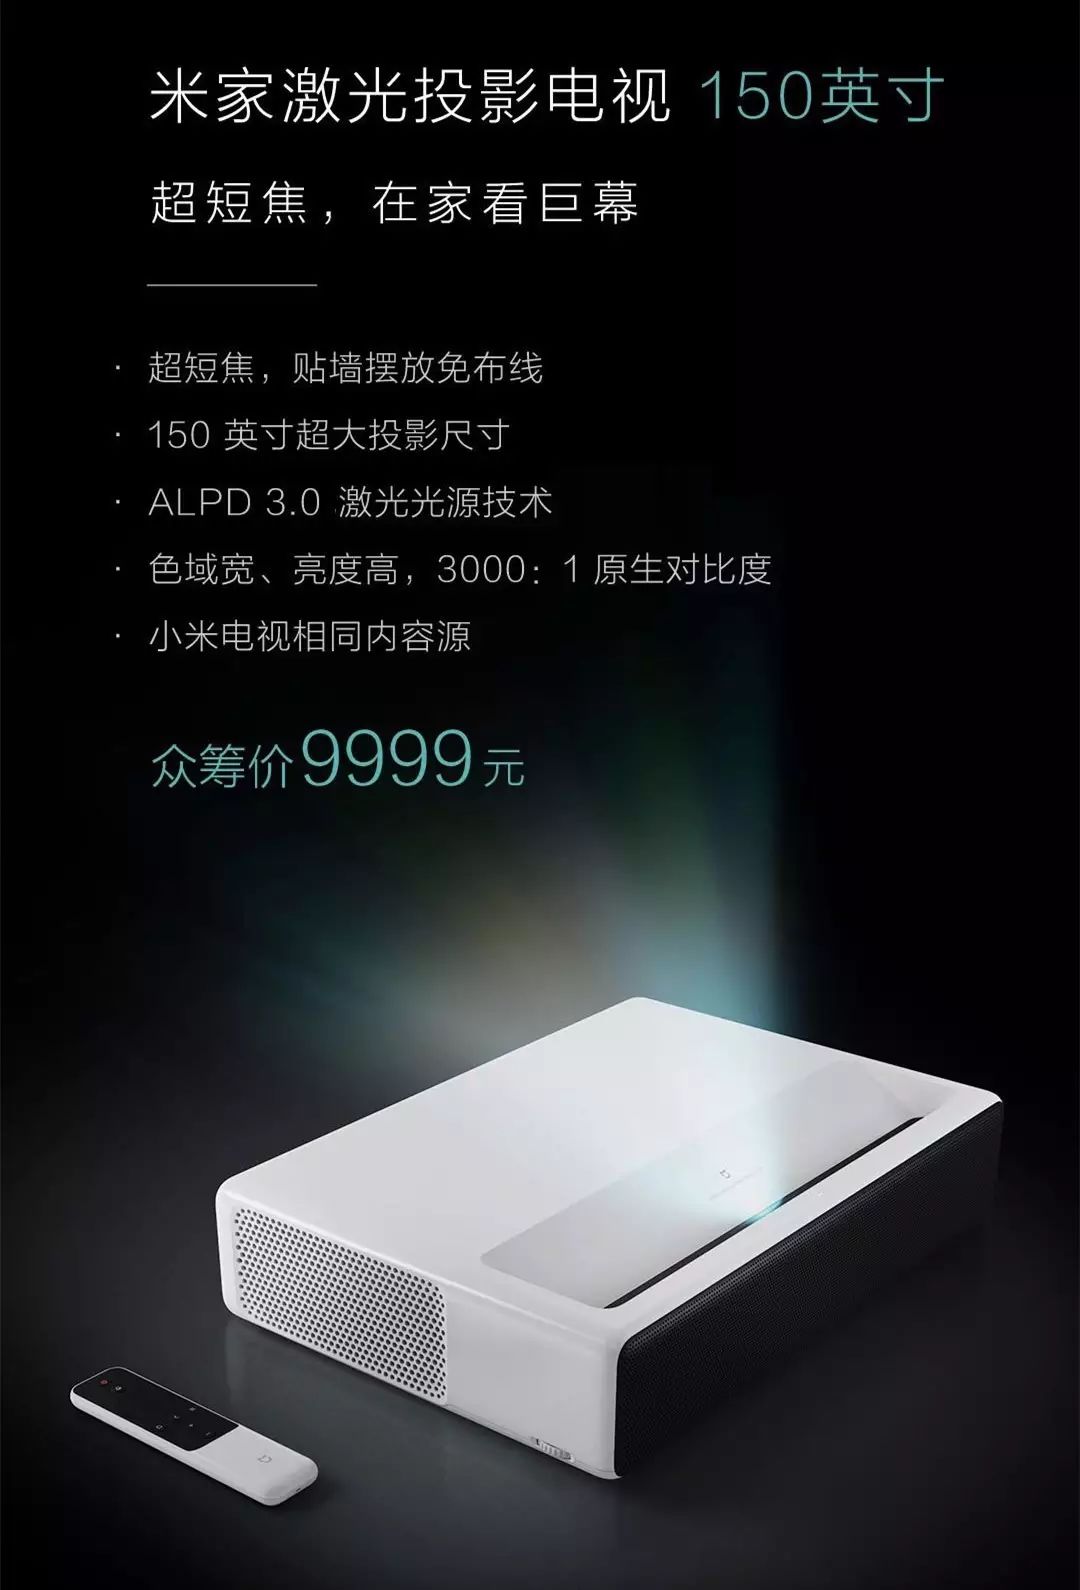 米家激光投影电视 150英寸
超短焦，在家看巨幕
· 超短焦，贴墙摆放免布线
· 150 英寸超大投影尺寸
· ALPD 3.0 激光光源技术
· 色域宽、亮度高，3000：1 原生对比度
· 小米电视相同内容源
众筹价9999元